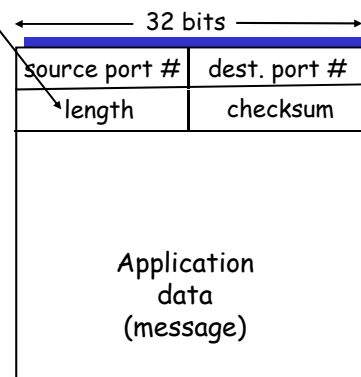 32 bits
source port # dest. port #
length checksum
Application
data
(message)